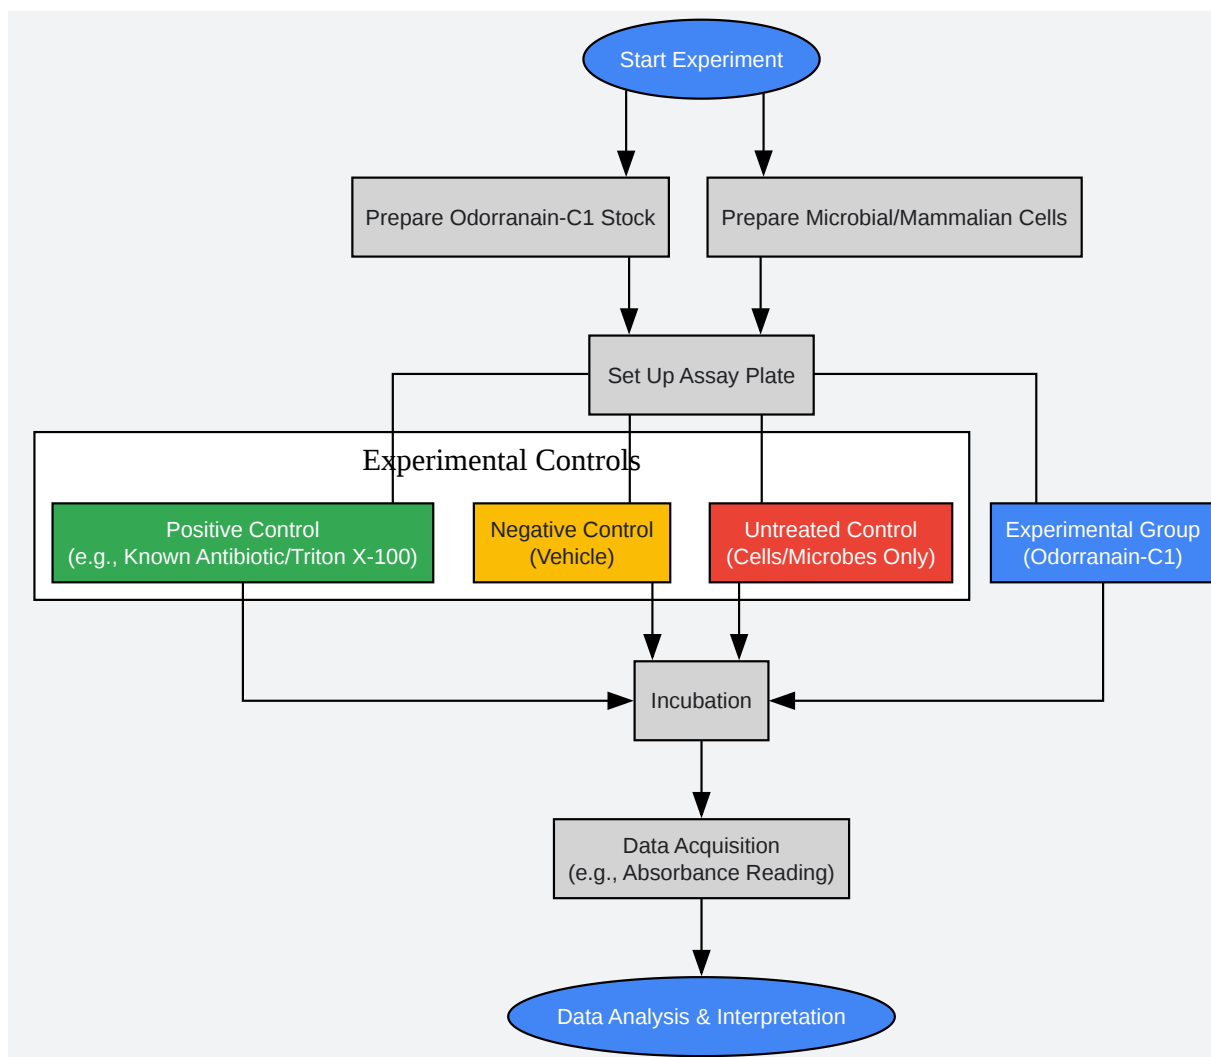 Start Experiment
Prepare Odorranain-C1 Stock
Prepare Microbial/Mammalian Cells
Set Up Assay Plate
Experimental Controls
Positive Control
(e.g., Known Antibiotic/Triton X-100)
Negative Control
(Vehicle)
Untreated Control
(Cells/Microbes Only)
Experimental Group
(Odorranain-C1)
Incubation
Data Acquisition
(e.g., Absorbance Reading)
Data Analysis & Interpretation